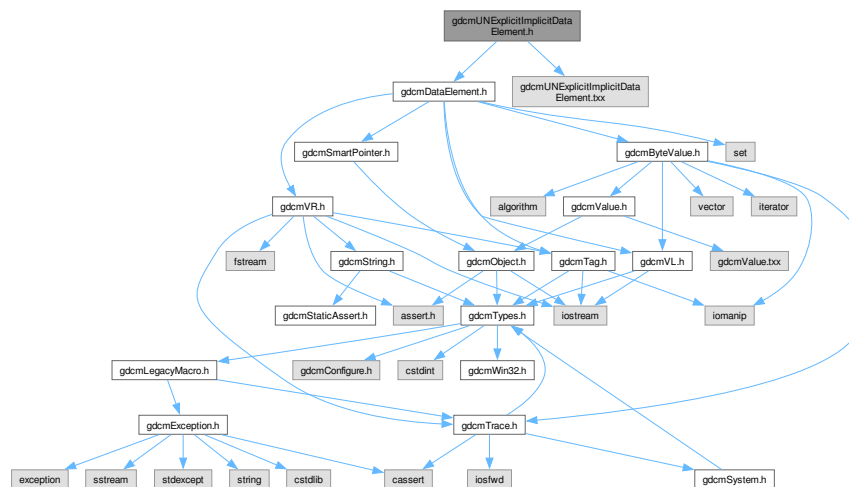 gdcmUNExplicitImplicitData
Element.h
gdcmDataElement.h
gdcmUNExplicitImplicitData
Element.txx
gdcmSmartPointer.h
gdcmByteValue.h
set
gdcmVR.h
algorithm
gdcmValue.h
vector
iterator
fstream
gdcmString.h
gdcmObject.h
gdcmTag.h
gdcmVL.h
gdcmValue.txx
gdcmStaticAssert.h
assert.h
gdcmTypes.h
iostream
iomanip
gdcmLegacyMacro.h
gdcmConfigure.h
cstdint
gdcmWin32.h
gdcmException.h
gdcmTrace.h
exception
sstream
stdexcept
string
cstdlib
cassert
iosfwd
gdcmSystem.h